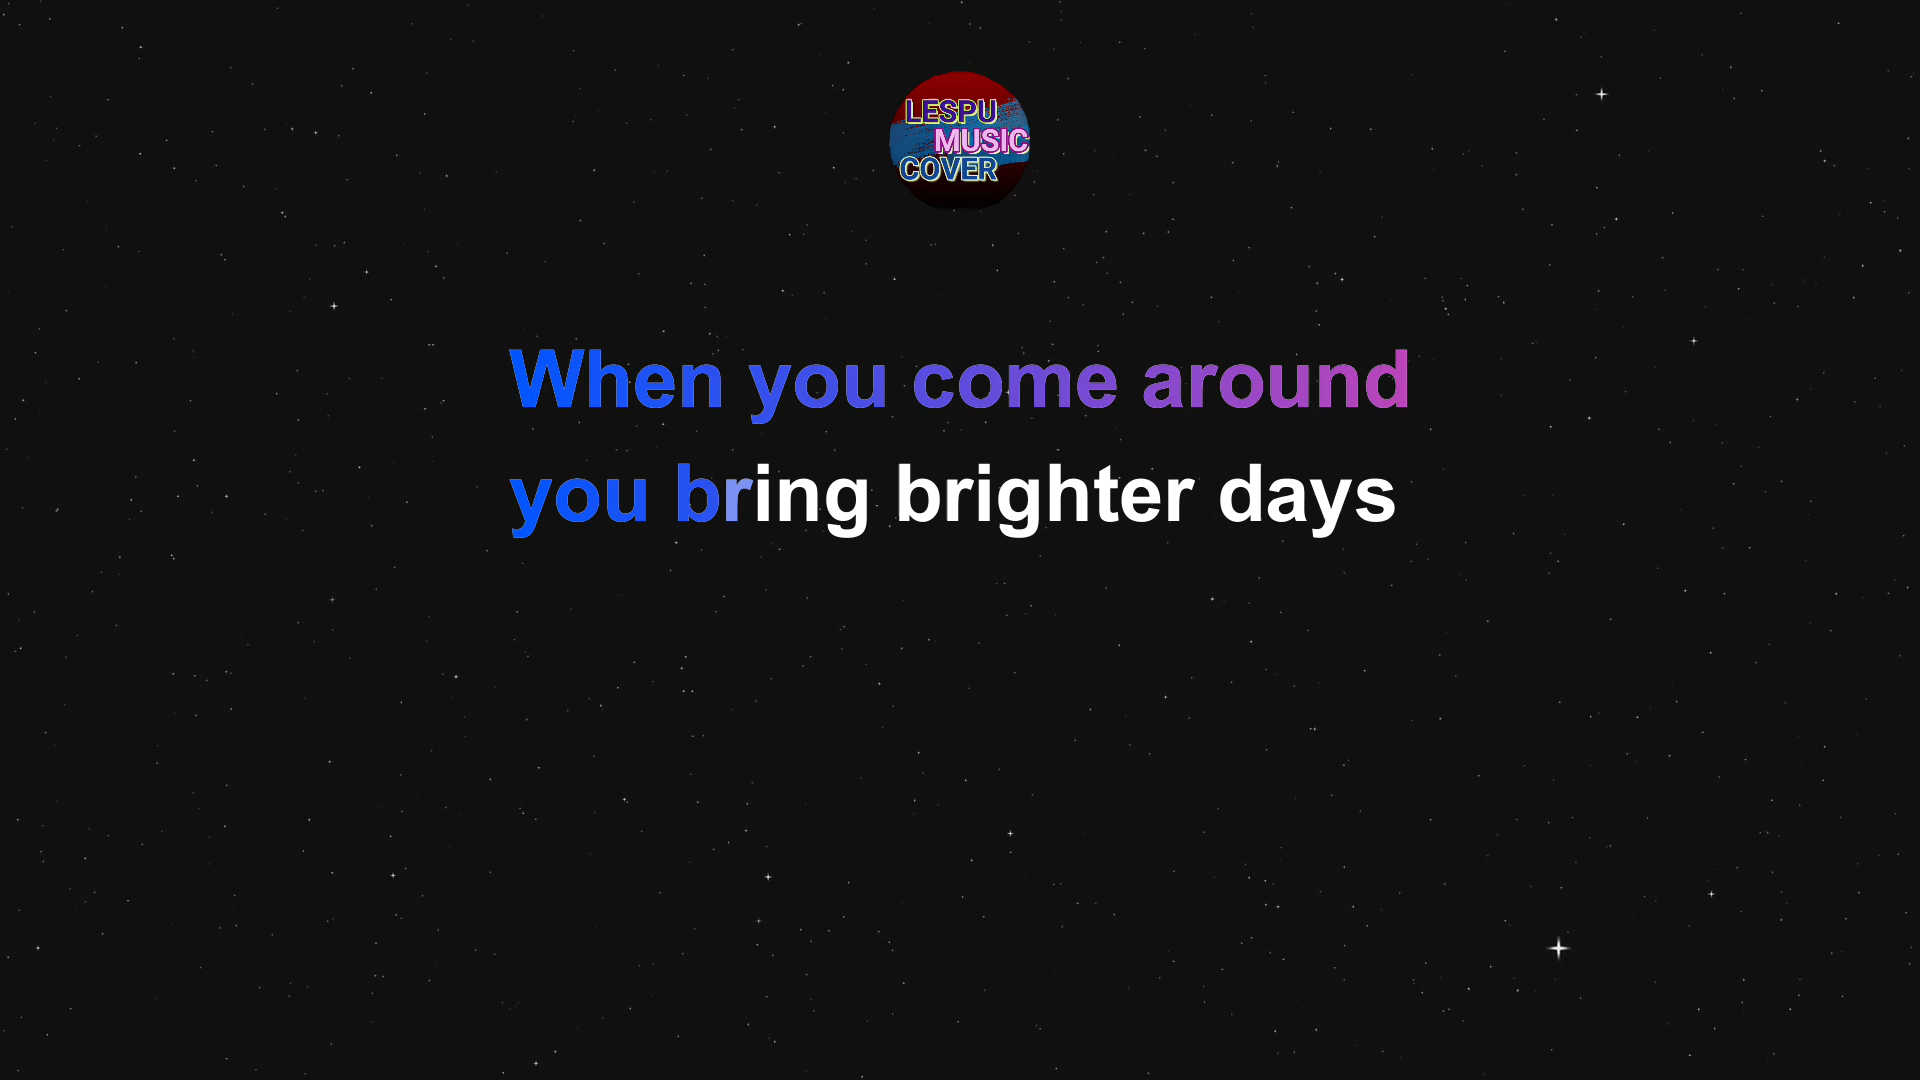 LESPU
MUSIC
COVER
When you come around
you bring brighter days